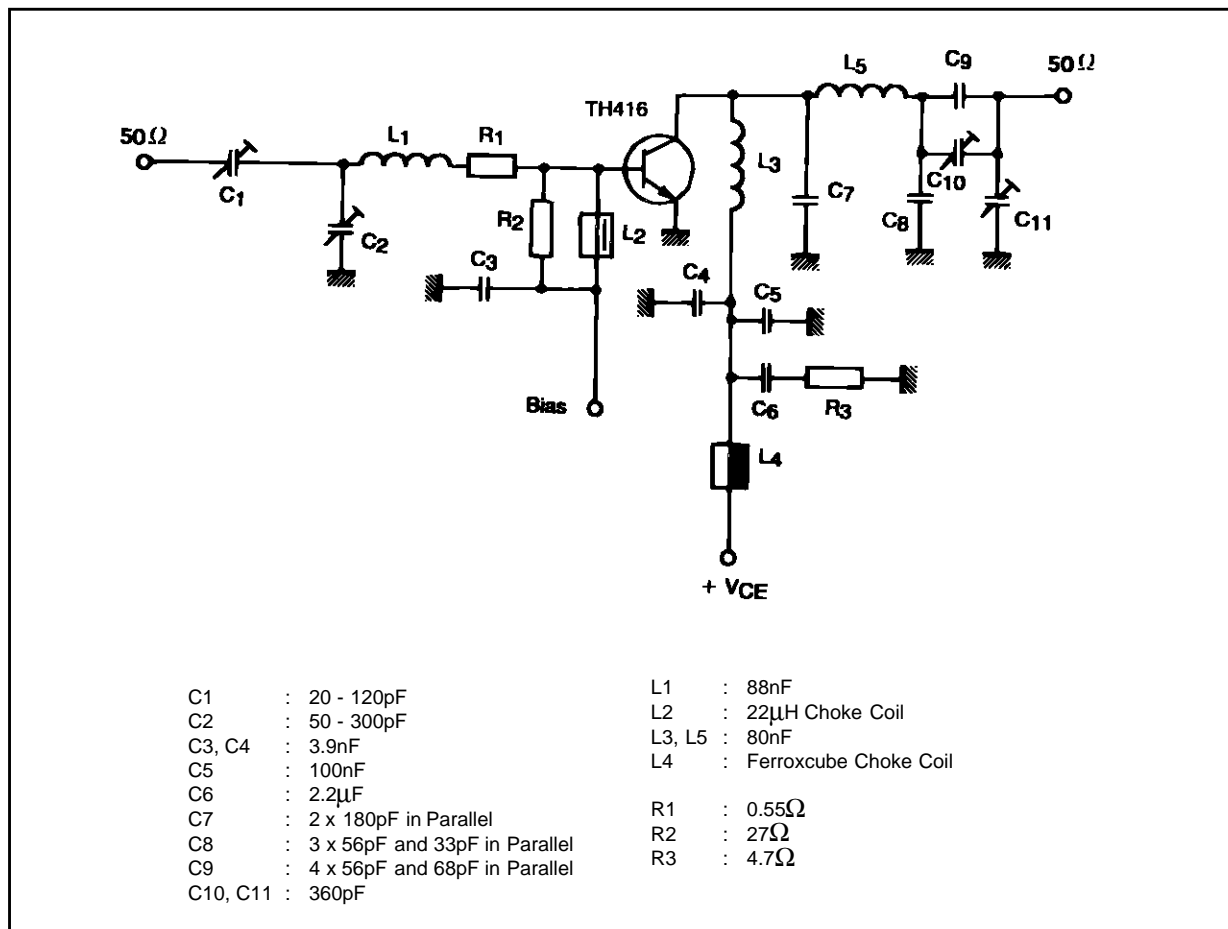 50Ω
C1
C2
L1
R1
R2
L2
C3
Bias
TH416
L3
C4
C5
C6
R3
L4
+ VCE
C7
L5
C8
C9
C10
C11
50Ω
C1 : 20 - 120pF
C2 : 50 - 300pF
C3, C4 : 3.9nF
C5 : 100nF
C6 : 2.2μF
C7 : 2 x 180pF in Parallel
C8 : 3 x 56pF and 33pF in Parallel
C9 : 4 x 56pF and 68pF in Parallel
C10, C11 : 360pF
L1 : 88nF
L2 : 22μH Choke Coil
L3, L5 : 80nF
L4 : Ferroxcube Choke Coil
R1 : 0.55Ω
R2 : 27Ω
R3 : 4.7Ω